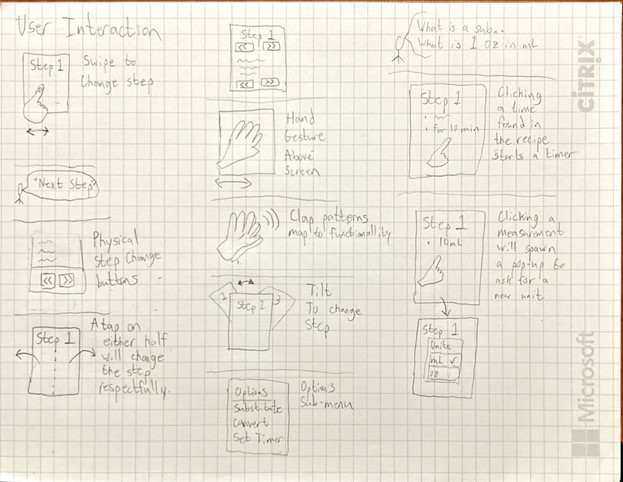 User Interaction
Step 1
Swipe to
change step
"Next Step"
Physical
Step Change
buttons
<< >>
Step 1
A tap on
either half
will change
the step
respectfully.
Step 1
<< >>
<< >>
Hand
Gesture
Above
Screen
Clap patterns
map to functionality
1 Step 2 3
Tilt
To change
Step
Options
Substitute
Convert
Set Timer
Options
Sub-menu
What is a sub...
What is 1 oz in mL
Step 1
for 10 min
Clicking
a time
found in
the recipe
starts a timer
Step 1
10mL
Clicking a
measurement
will spawn
a pop-up to
ask for a
new unit
Step 1
Units
mL ✓
oz
CITRIX
Microsoft